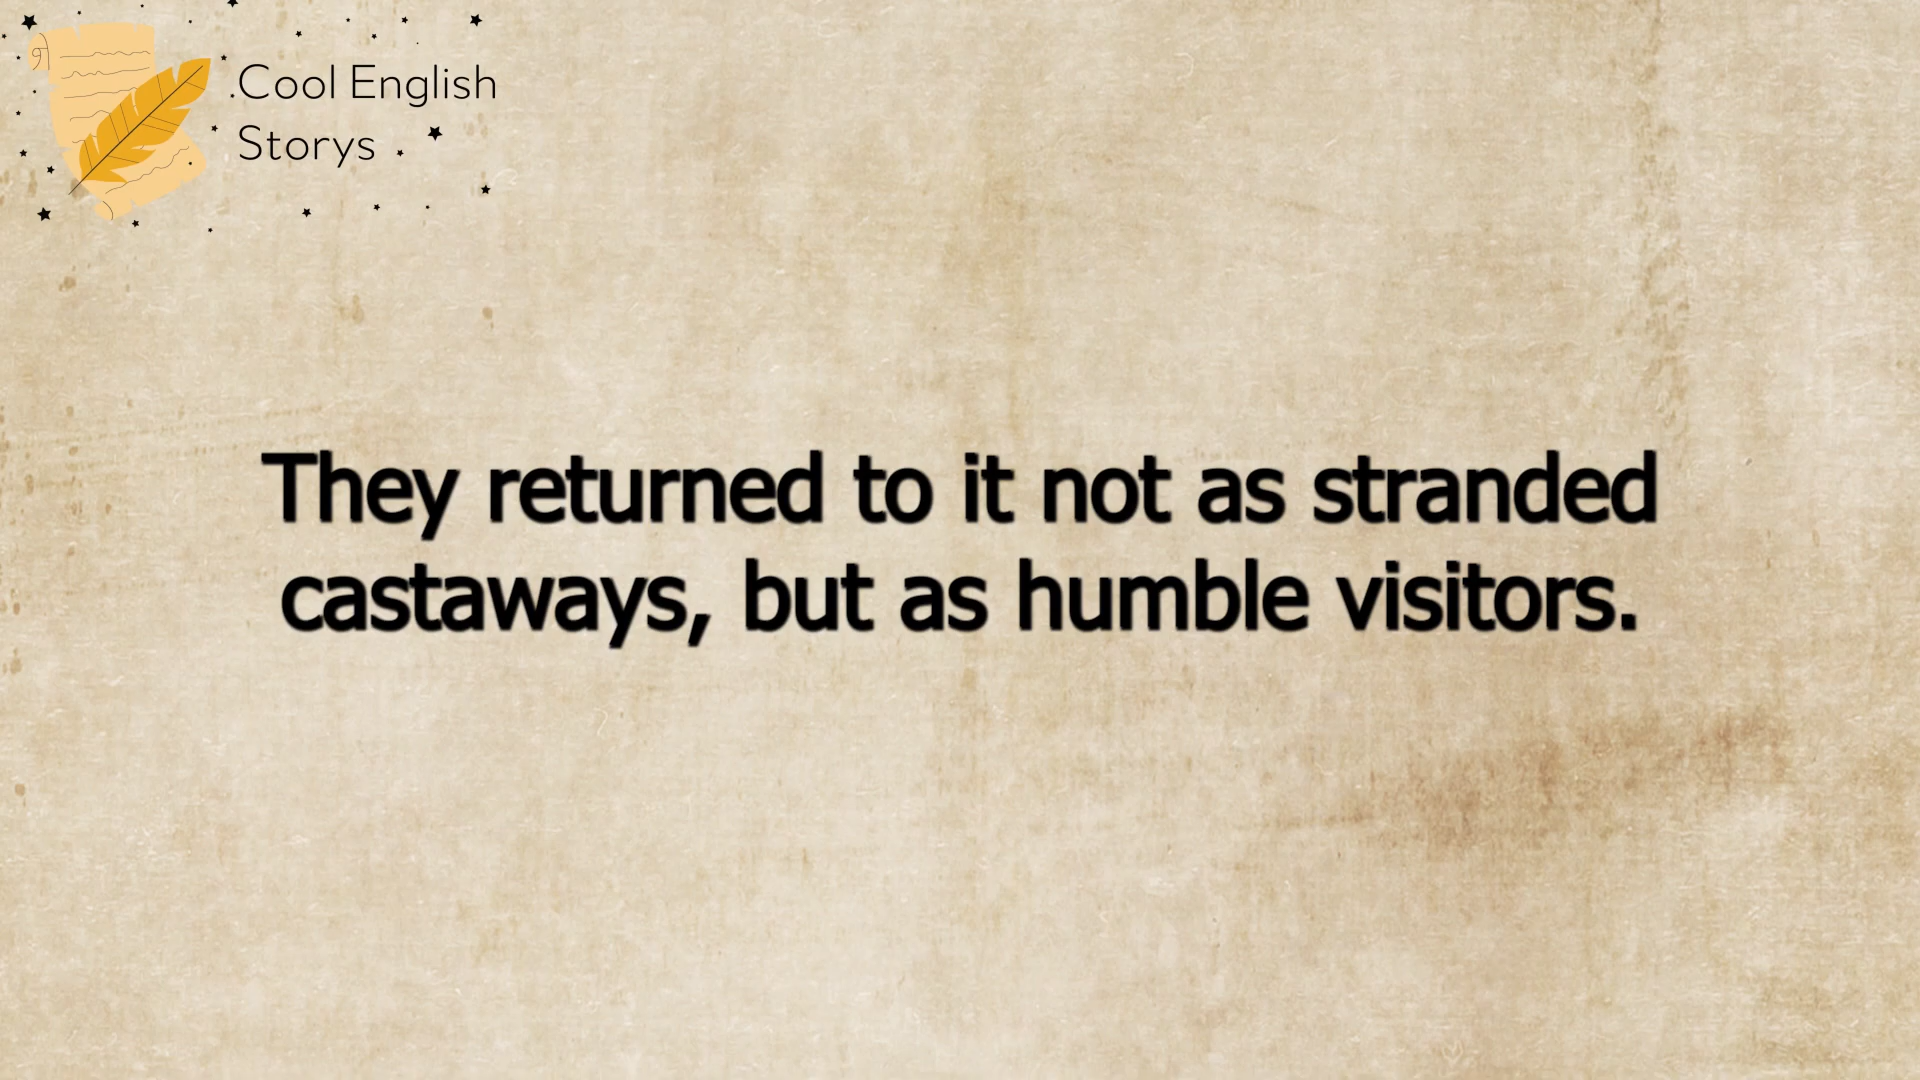 .Cool English
Storys
They returned to it not as stranded
castaways, but as humble visitors.